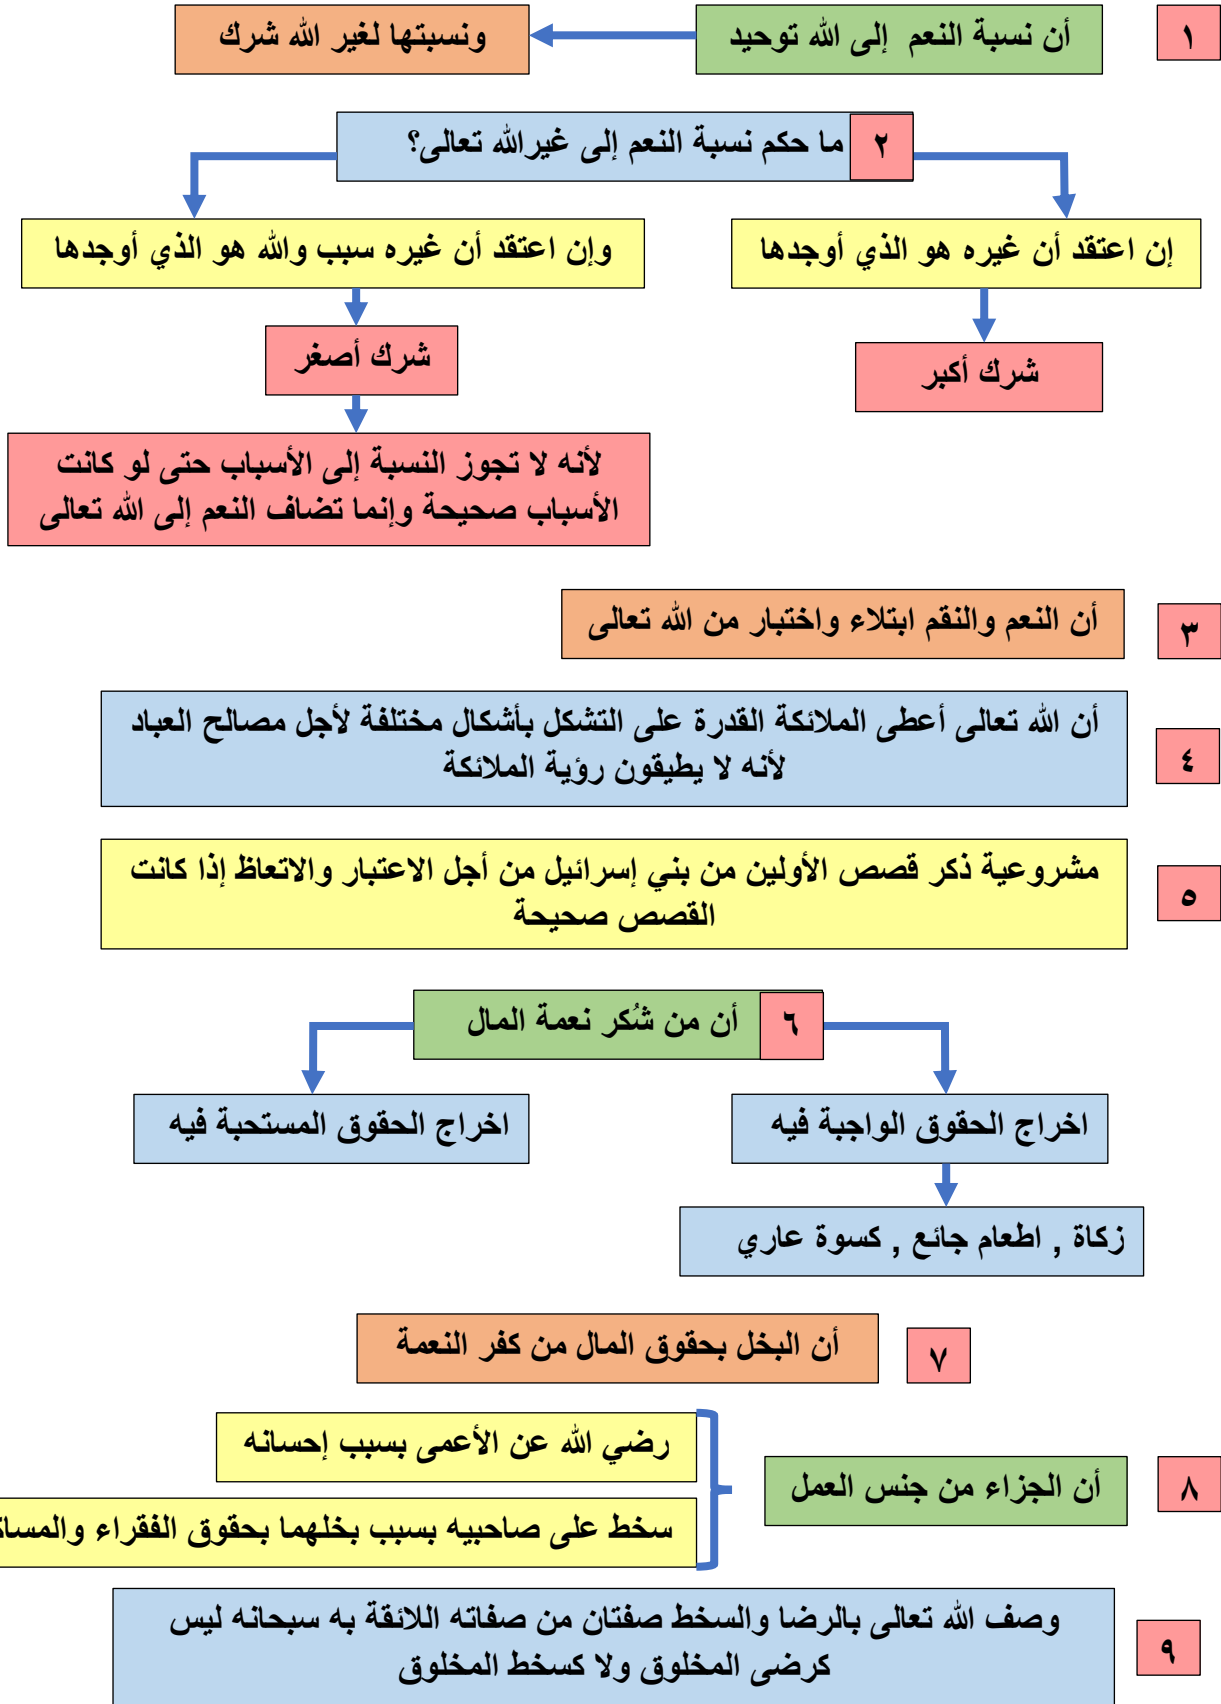 ١
أن نسبة النعم إلى الله توحيد
ونسبتها لغير الله شرك
٢
ما حكم نسبة النعم إلى غيرالله تعالى؟
إن اعتقد أن غيره هو الذي أوجدها
وإن اعتقد أن غيره سبب والله هو الذي أوجدها
شرك أكبر
شرك أصغر
لأنه لا تجوز النسبة إلى الأسباب حتى لو كانت
الأسباب صحيحة وإنما تضاف النعم إلى الله تعالى
٣
أن النعم والنقم ابتلاء واختبار من الله تعالى
٤
أن الله تعالى أعطى الملائكة القدرة على التشكل بأشكال مختلفة لأجل مصالح العباد
لأنه لا يطيقون رؤية الملائكة
٥
مشروعية ذكر قصص الأولين من بني إسرائيل من أجل الاعتبار والاتعاظ إذا كانت
القصص صحيحة
٦
أن من شُكر نعمة المال
اخراج الحقوق الواجبة فيه
اخراج الحقوق المستحبة فيه
زكاة , اطعام جائع , كسوة عاري
٧
أن البخل بحقوق المال من كفر النعمة
٨
أن الجزاء من جنس العمل
رضي الله عن الأعمى بسبب إحسانه
سخط على صاحبيه بسبب بخلهما بحقوق الفقراء
٩
وصف الله تعالى بالرضا والسخط صفتان من صفاته اللائقة به سبحانه ليس
كرضى المخلوق ولا كسخط المخلوق